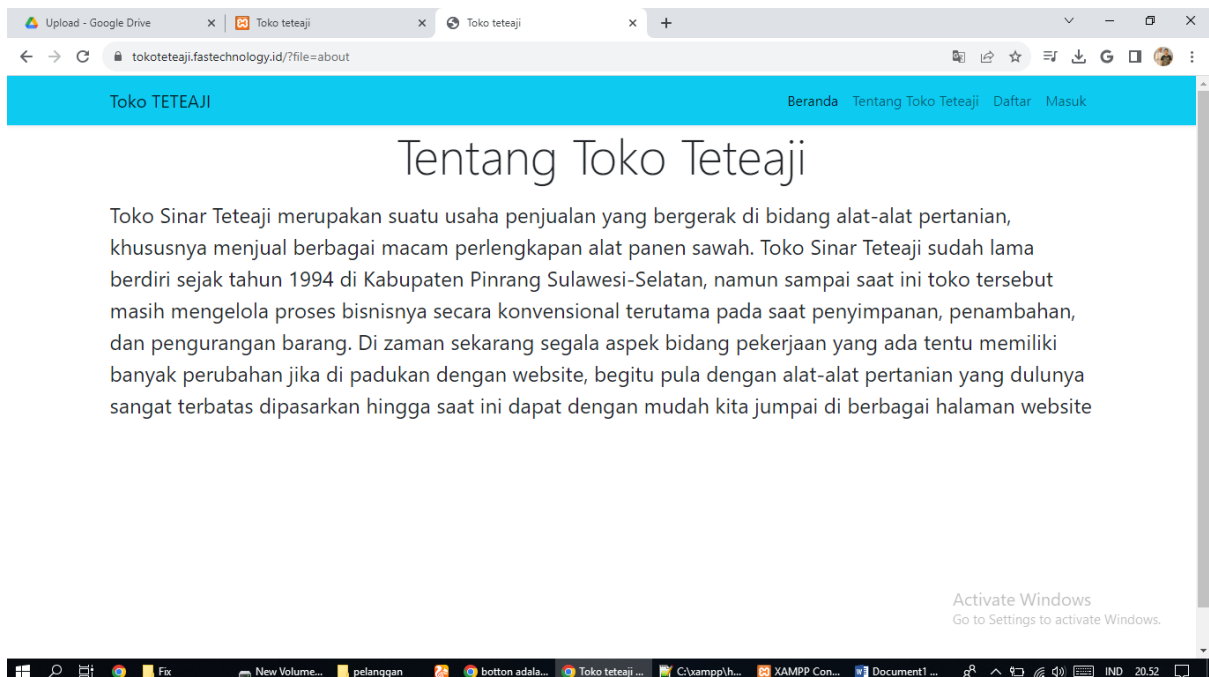 Upload - Google Drive
Toko teteaji
Toko teteaji
tokoteteaji.fastechnology.id/?file=about
Toko TETEAJI
Beranda Tentang Toko Teteaji Daftar Masuk
Tentang Toko Teteaji
Toko Sinar Teteaji merupakan suatu usaha penjualan yang bergerak di bidang alat-alat pertanian,
khususnya menjual berbagai macam perlengkapan alat panen sawah. Toko Sinar Teteaji sudah lama
berdiri sejak tahun 1994 di Kabupaten Pinrang Sulawesi-Selatan, namun sampai saat ini toko tersebut
masih mengelola proses bisnisnya secara konvensional terutama pada saat penyimpanan, penambahan,
dan pengurangan barang. Di zaman sekarang segala aspek bidang pekerjaan yang ada tentu memiliki
banyak perubahan jika di padukan dengan website, begitu pula dengan alat-alat pertanian yang dulunya
sangat terbatas dipasarkan hingga saat ini dapat dengan mudah kita jumpai di berbagai halaman website
Activate Windows
Go to Settings to activate Windows.
Fix New Volume... pelanggan botton adala... Toko teteaji ... C:\xampp\h... XAMPP Con... Document1 ... IND 20.52